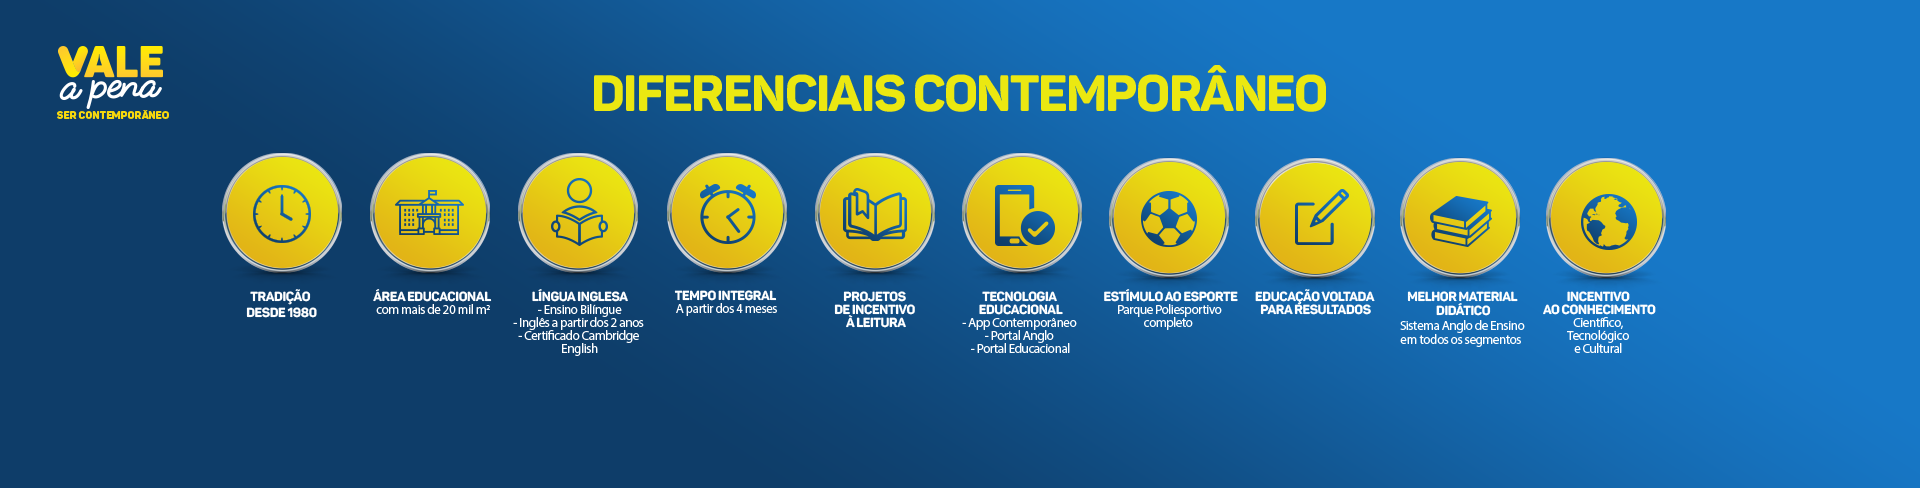 VALE
a pena
SER CONTEMPORÂNEO
DIFERENCIAIS CONTEMPORÂNEO
TRADIÇÃO
DESDE 1980
ÁREA EDUCACIONAL
com mais de 20 mil m²
LÍNGUA INGLESA
- Ensino Bilíngue
- Inglês a partir dos 2 anos
- Certificado Cambridge
English
TEMPO INTEGRAL
A partir dos 4 meses
PROJETOS
DE INCENTIVO
À LEITURA
TECNOLOGIA
EDUCACIONAL
- App Contemporâneo
- Portal Anglo
- Portal Educacional
ESTÍMULO AO ESPORTE
Parque Poliesportivo
completo
EDUCAÇÃO VOLTADA
PARA RESULTADOS
MELHOR MATERIAL
DIDÁTICO
Sistema Anglo de Ensino
em todos os segmentos
INCENTIVO
AO CONHECIMENTO
Científico,
Tecnológico
e Cultural